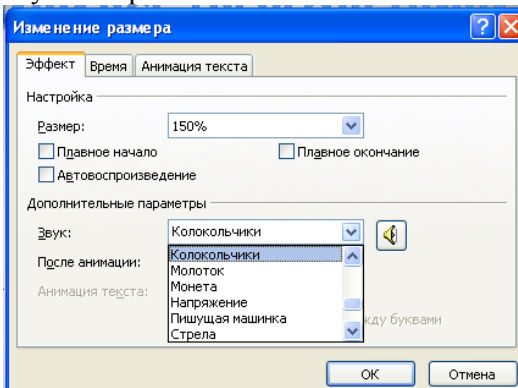 Изменение размера
Эффект Время Анимация текста
Настройка
Размер: 150%
Плавное начало Плавное окончание
Автовоспроизведение
Дополнительные параметры
Звук: Колокольчики
Колокольчики
После анимации:
Молоток
Монета
Анимация текста:
Напряжение
Пишущая машинка
жду буквами
Стрела
ОК Отмена